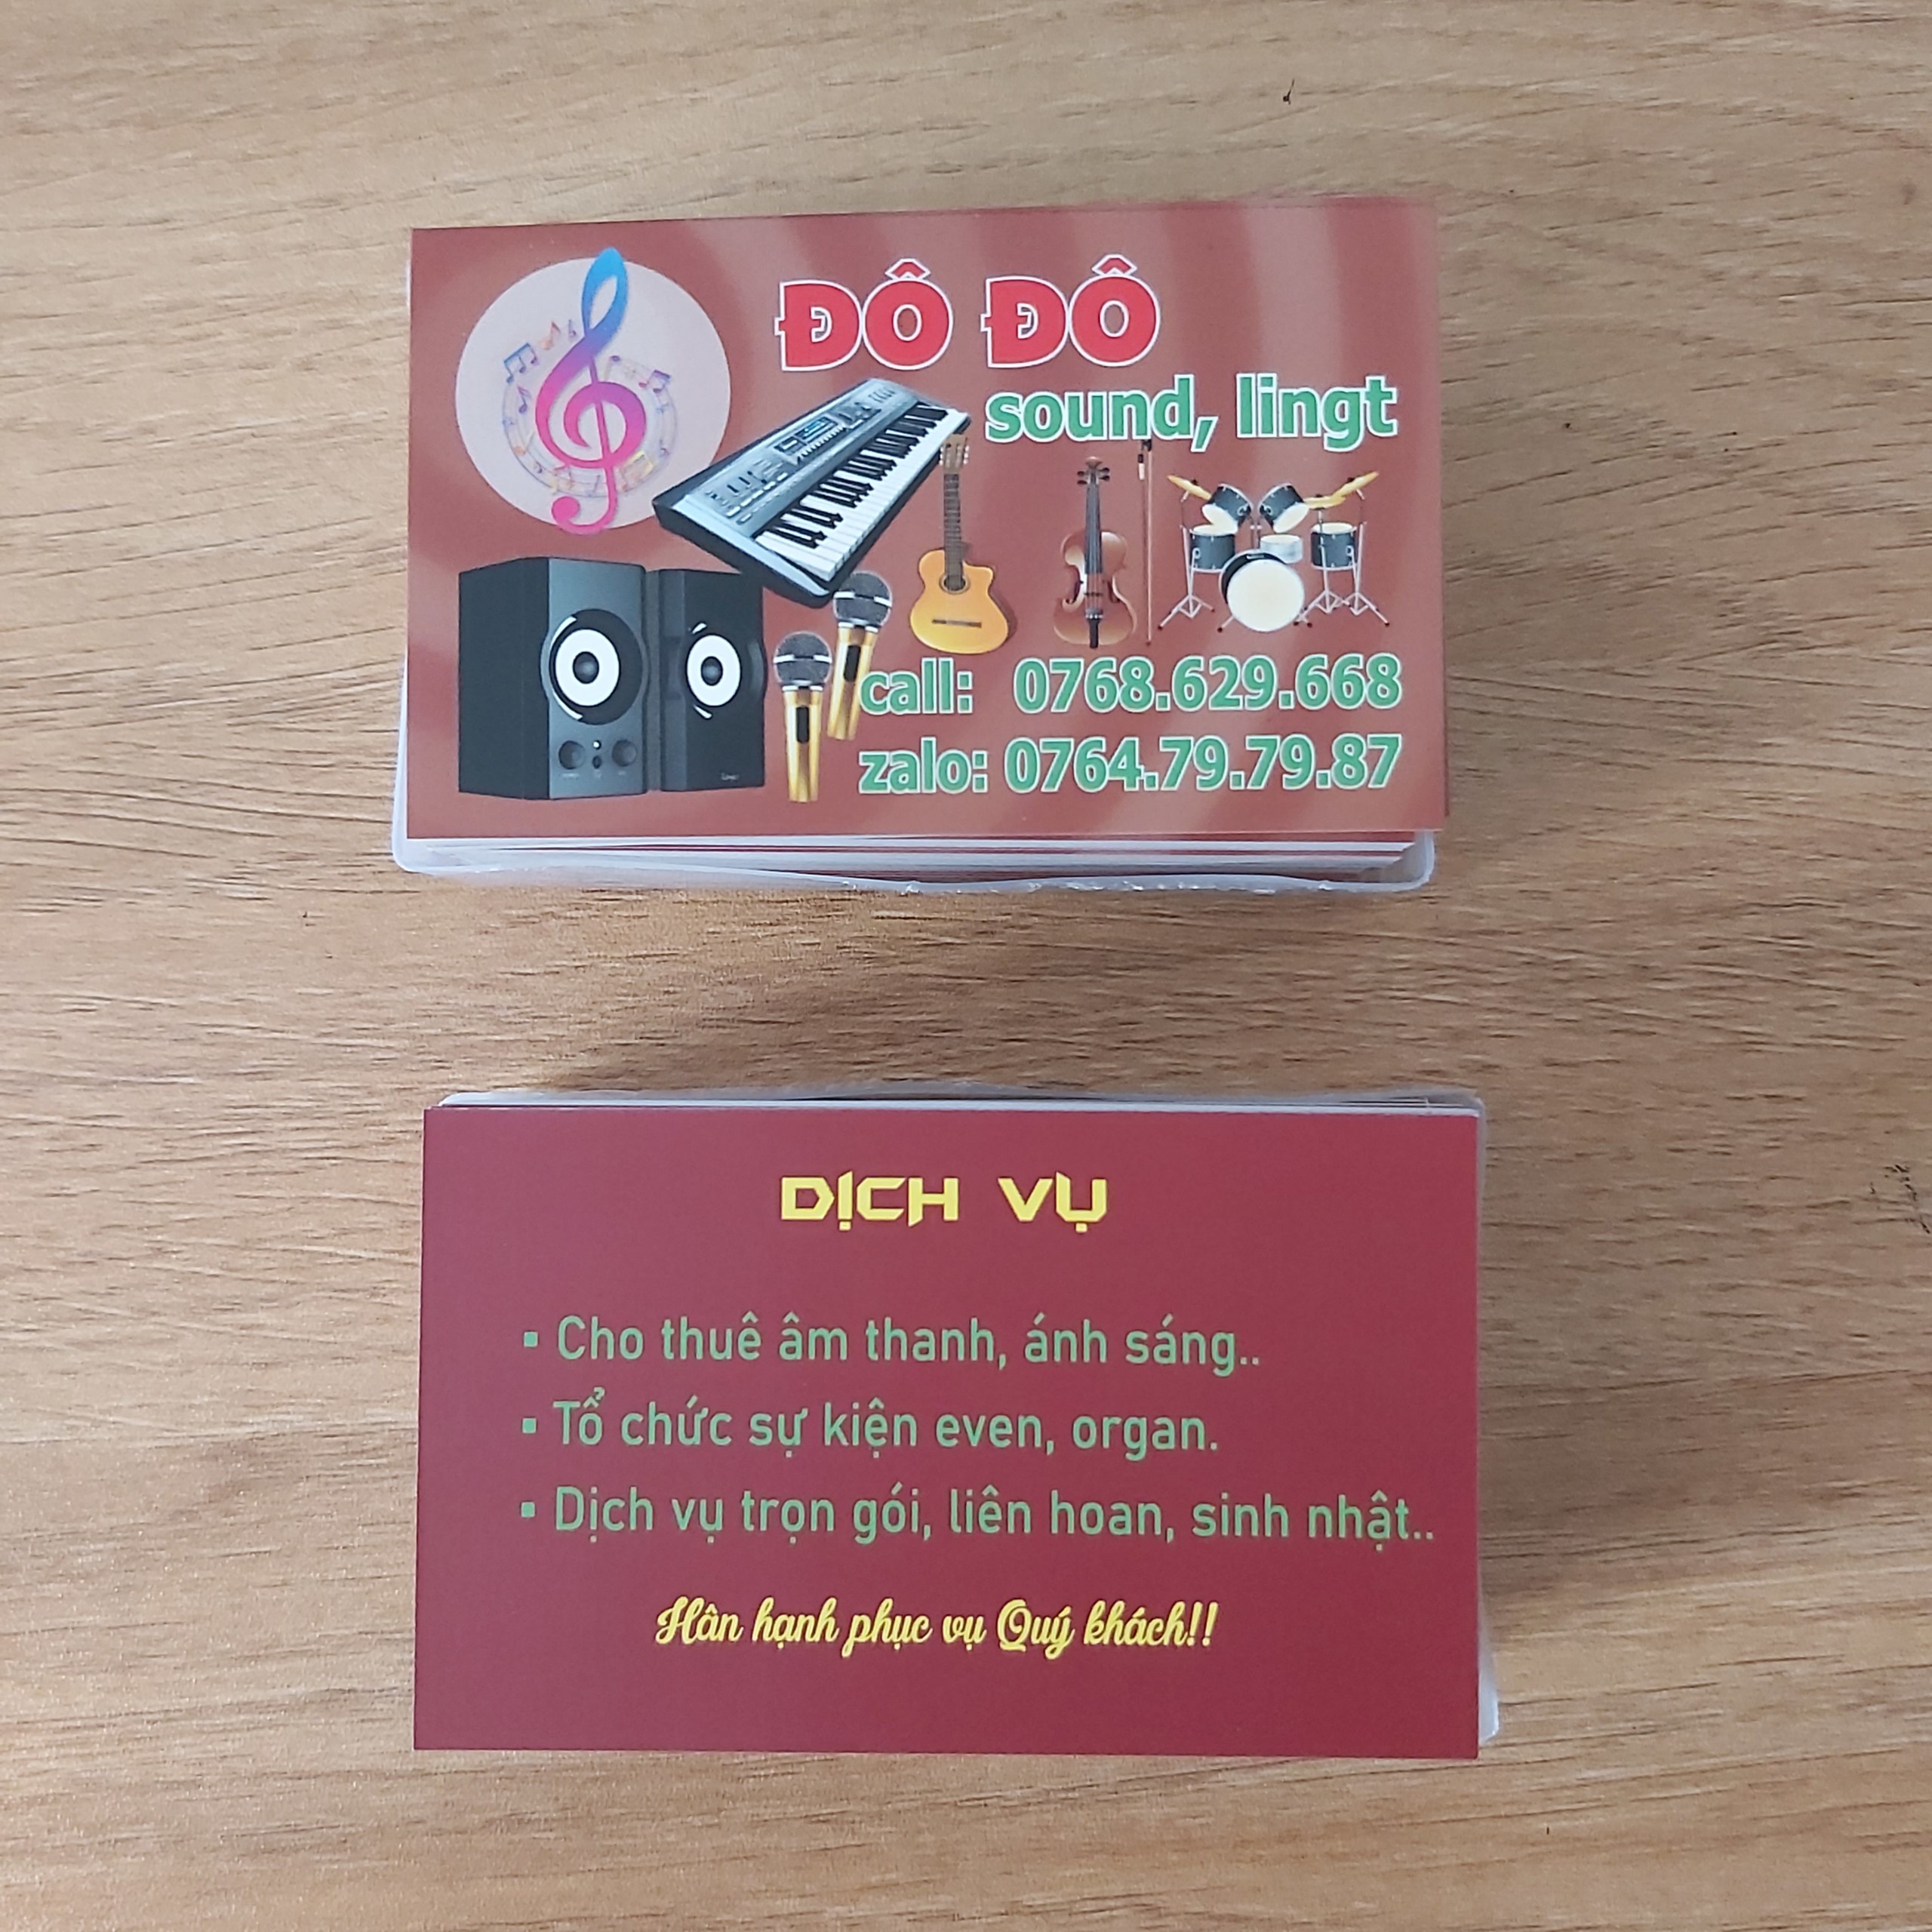 ĐÔ ĐÔ
sound, lingt
call: 0768.629.668
zalo: 0764.79.79.87
DỊCH VỤ
▪ Cho thuê âm thanh, ánh sáng..
▪ Tổ chức sự kiện even, organ.
▪ Dịch vụ trọn gói, liên hoan, sinh nhật..
Hân hạnh phục vụ Quý khách!!